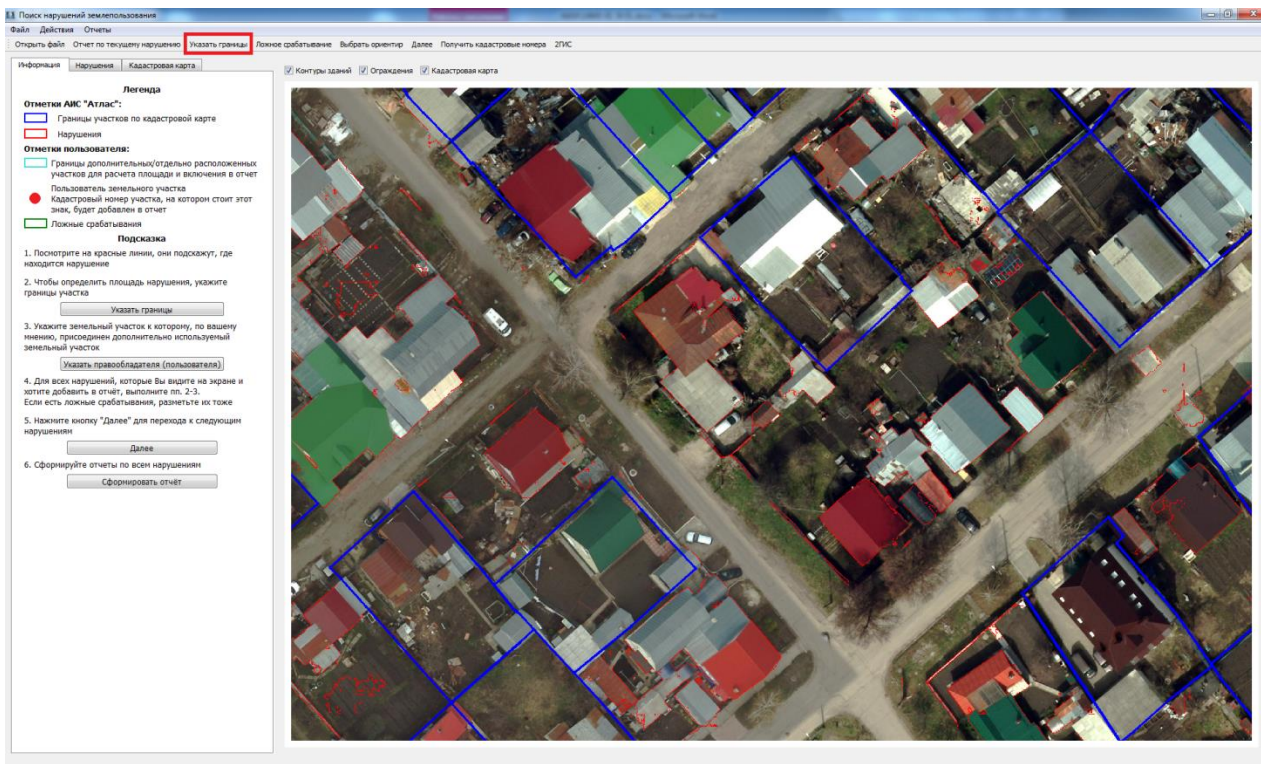 Поиск нарушений землепользования
Файл Действия Отчеты
Открыть файл Отчет по текущему нарушению Указать границы Ложное срабатывание Выбрать ориентир Далее Получить кадастровые номера 2ГИС
Информация Нарушения Кадастровая карта
Контуры зданий Ограждения Кадастровая карта
Легенда
Отметки АИС "Атлас":
Границы участков по кадастровой карте
Нарушения
Отметки пользователя:
Границы дополнительных/отдельно расположенных
участков для расчета площади и включения в отчет
Пользователь земельного участка
Кадастровый номер участка, на котором стоит этот
знак, будет добавлен в отчет
Ложные срабатывания
Подсказка
1. Посмотрите на красные линии, они подскажут, где
находится нарушение
2. Чтобы определить площадь нарушения, укажите
границы участка
Указать границы
3. Укажите земельный участок к которому, по вашему
мнению, присоединен дополнительно используемый
земельный участок
Указать правообладателя (пользователя)
4. Для всех нарушений, которые Вы видите на экране и
хотите добавить в отчёт, выполните пп. 2-3.
Если есть ложные срабатывания, разметьте их тоже
5. Нажмите кнопку "Далее" для перехода к следующим
нарушениям
Далее
6. Сформируйте отчеты по всем нарушениям
Сформировать отчёт